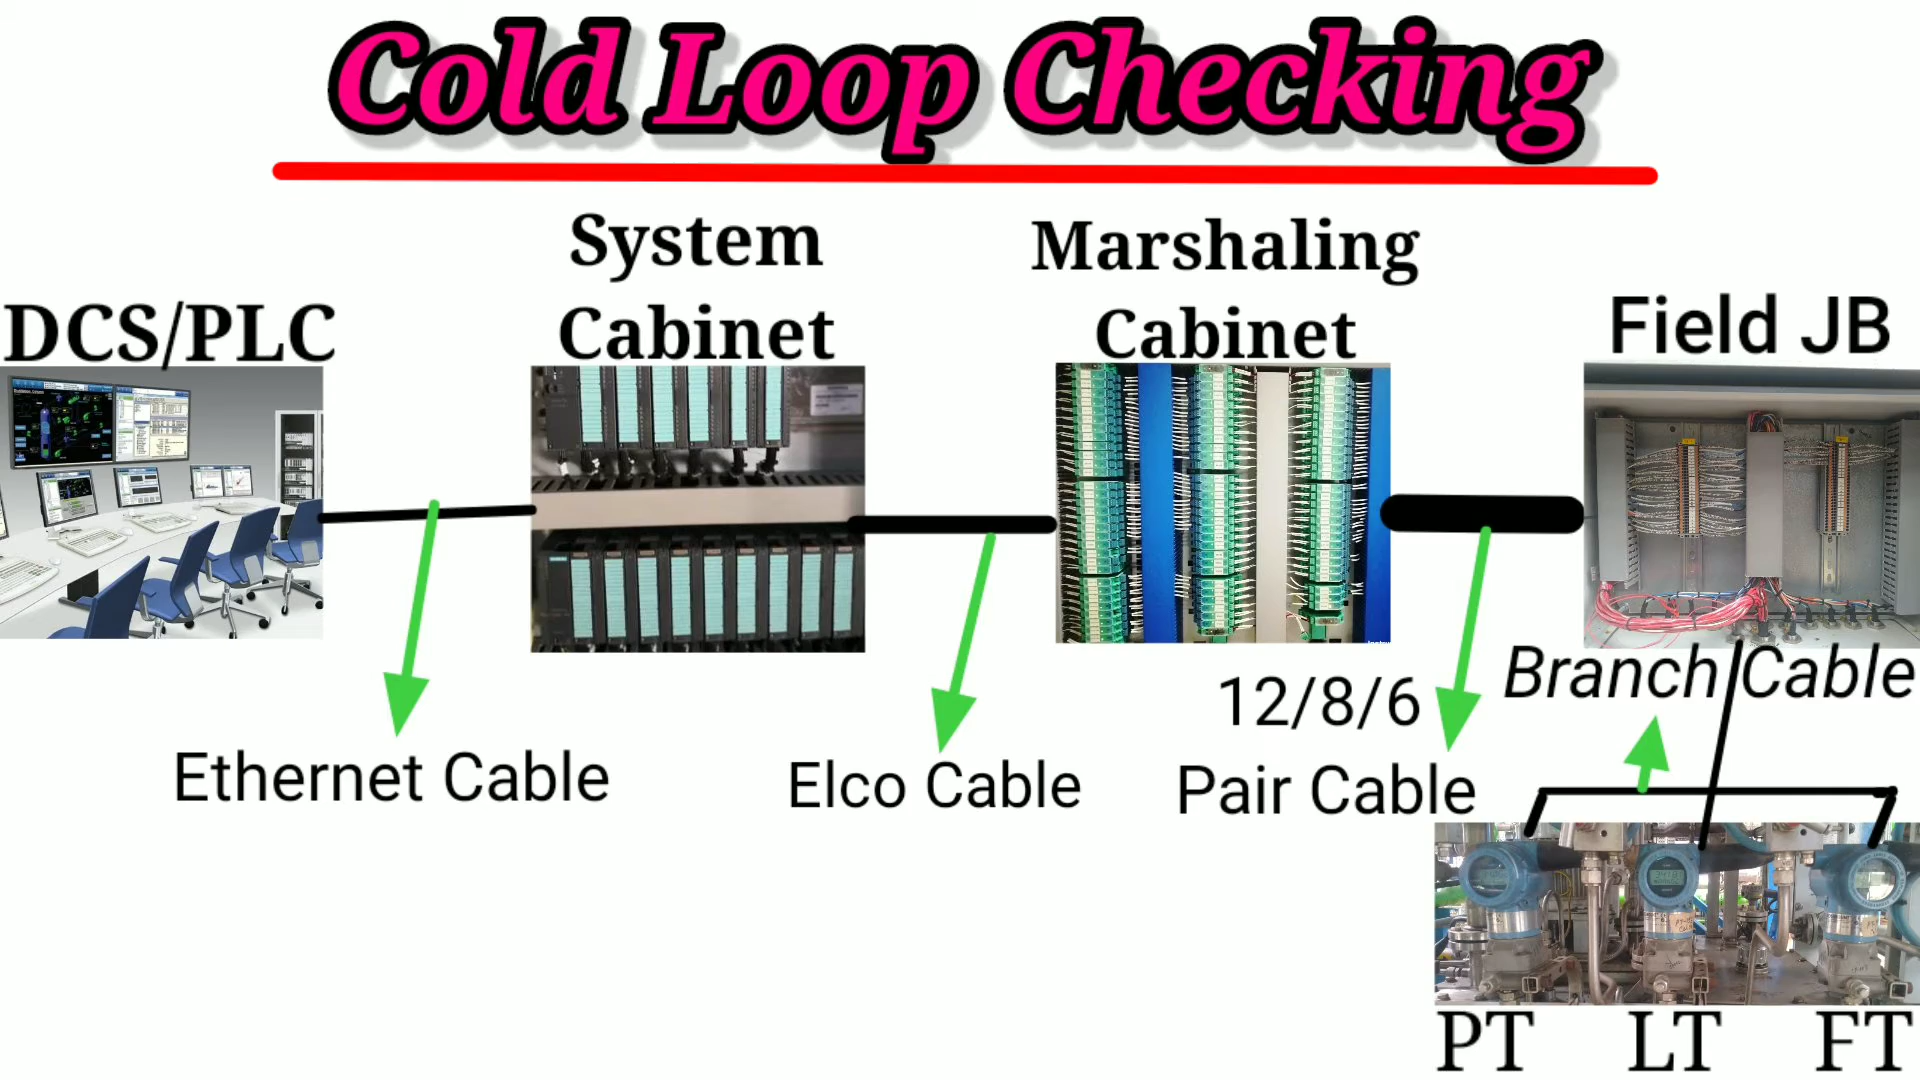 Cold Loop Checking
System
Cabinet
Marshaling
Cabinet
DCS/PLC
Field JB
Branch Cable
12/8/6
Pair Cable
Ethernet Cable
Elco Cable
PT LT FT